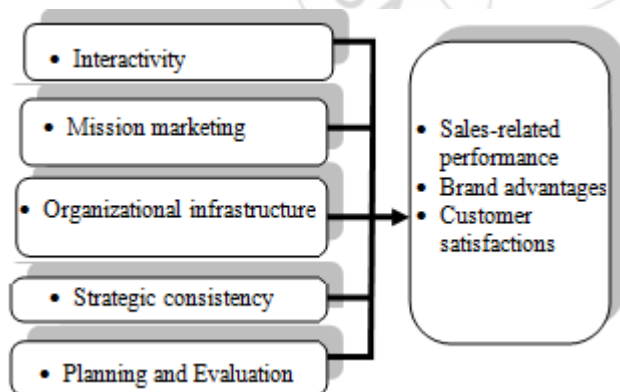 • Interactivity
• Mission marketing
• Organizational infrastructure
• Strategic consistency
• Planning and Evaluation
• Sales-related
performance
• Brand advantages
• Customer
satisfactions